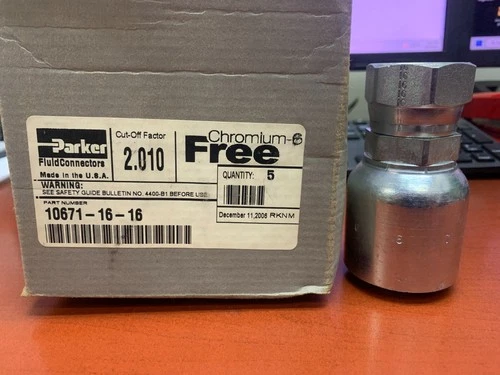 Parker
FluidConnectors
Made in the U.S.A.
Cut-Off Factor
2.010
Chromium-6
Free
QUANTITY: 5
WARNING:
SEE SAFETY GUIDE BULLETIN NO. 4400-B1 BEFORE USE
PART NUMBER
10671-16-16
December 11,2006 RKNM